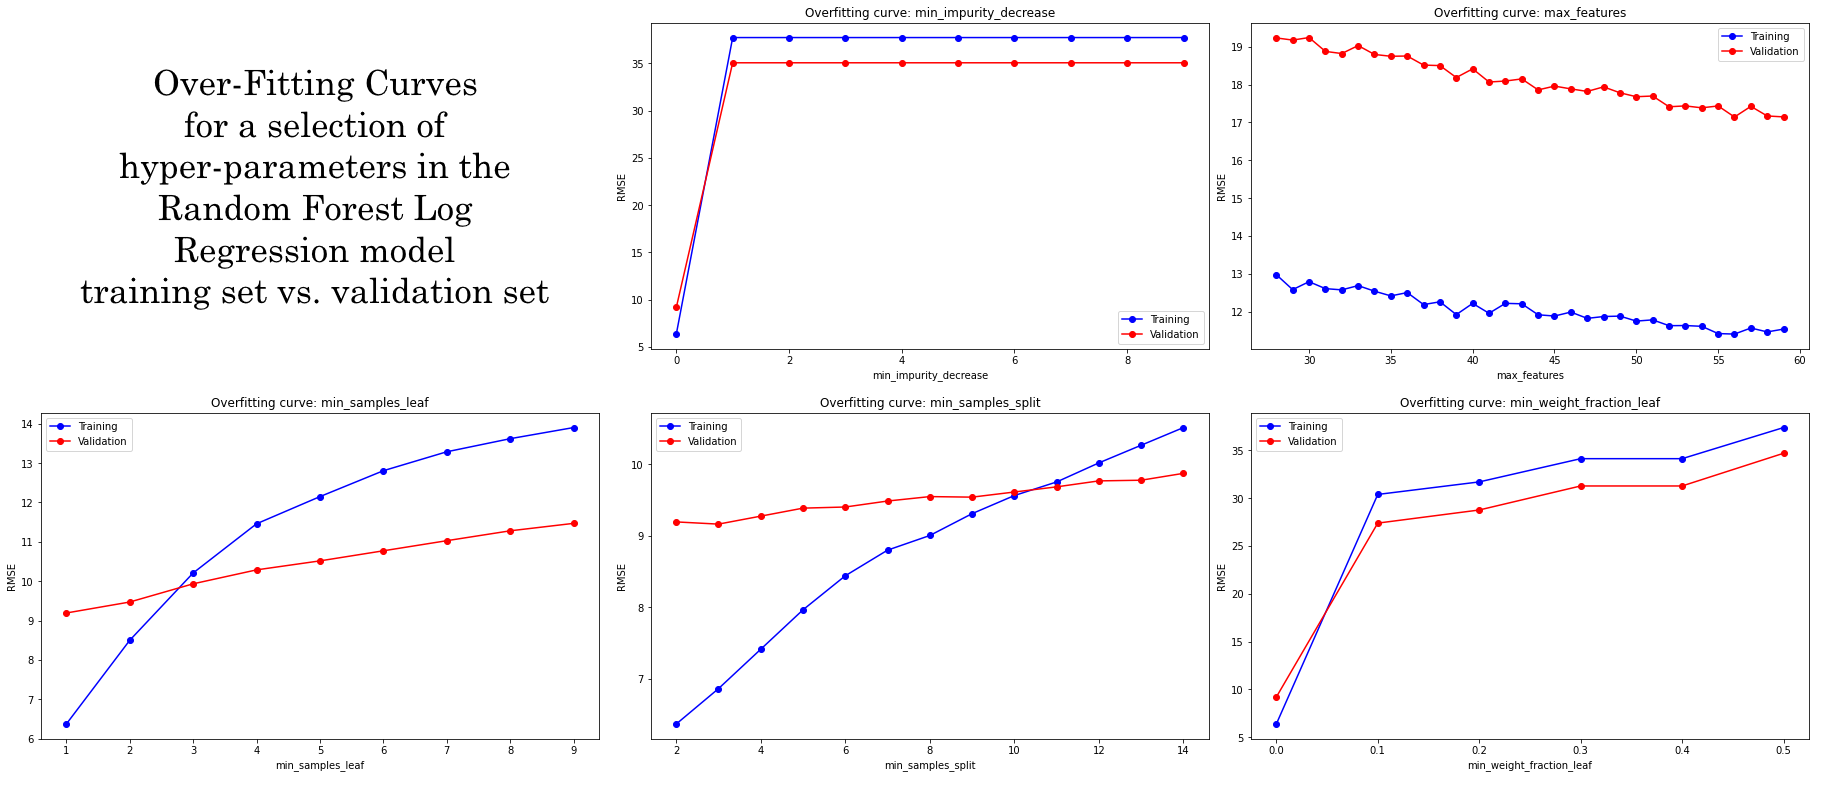 Over-Fitting Curves
for a selection of
hyper-parameters in the
Random Forest Log
Regression model
training set vs. validation set
Overfitting curve: min_impurity_decrease
RMSE
35
30
25
20
15
10
5
0
2
4
6
8
min_impurity_decrease
Training
Validation
Overfitting curve: max_features
RMSE
19
18
17
16
15
14
13
12
30
35
40
45
50
55
60
max_features
Training
Validation
Overfitting curve: min_samples_leaf
RMSE
14
13
12
11
10
9
8
7
6
1
2
3
4
5
6
7
8
9
min_samples_leaf
Training
Validation
Overfitting curve: min_samples_split
RMSE
10
9
8
7
2
4
6
8
10
12
14
min_samples_split
Training
Validation
Overfitting curve: min_weight_fraction_leaf
RMSE
35
30
25
20
15
10
5
0.0
0.1
0.2
0.3
0.4
0.5
min_weight_fraction_leaf
Training
Validation